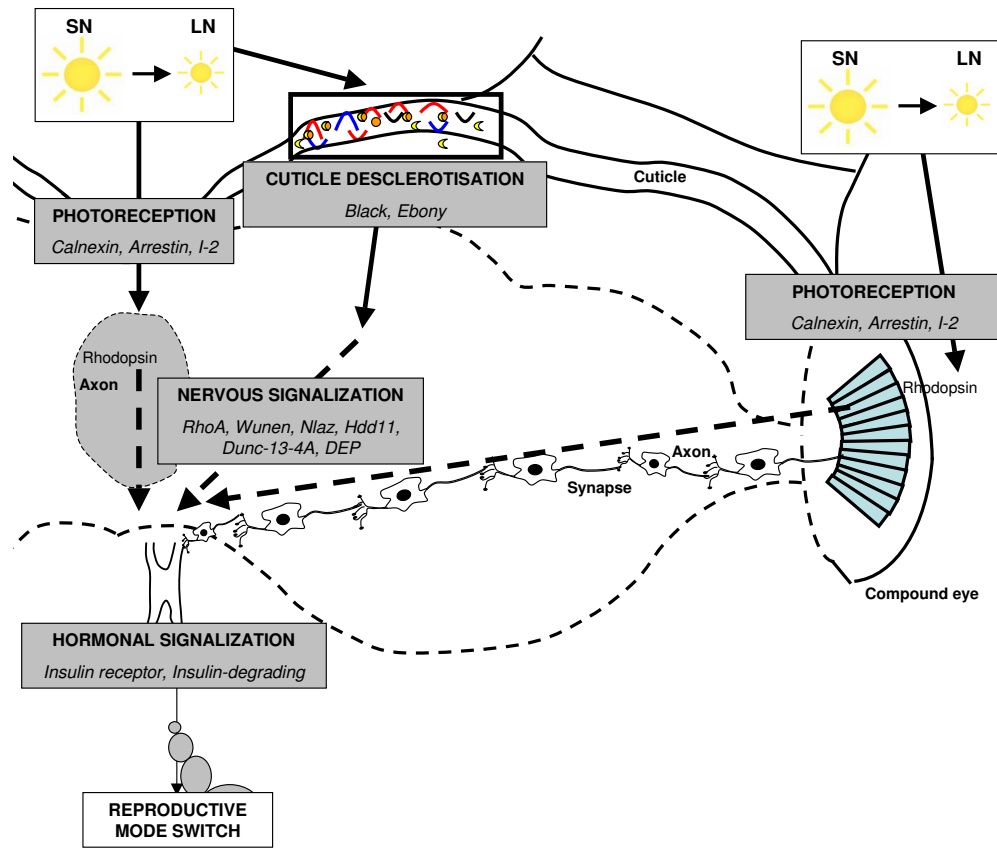 SN
LN
SN
LN
CUTICLE DESCLEROTISATION
Black, Ebony
Cuticle
PHOTORECEPTION
Calnexin, Arrestin, I-2
PHOTORECEPTION
Calnexin, Arrestin, I-2
Rhodopsin
Axon
Rhodopsin
NERVOUS SIGNALIZATION
RhoA, Wunen, Nlaz, Hdd11,
Dunc-13-4A, DEP
Axon
Synapse
Compound eye
HORMONAL SIGNALIZATION
Insulin receptor, Insulin-degrading
REPRODUCTIVE
MODE SWITCH